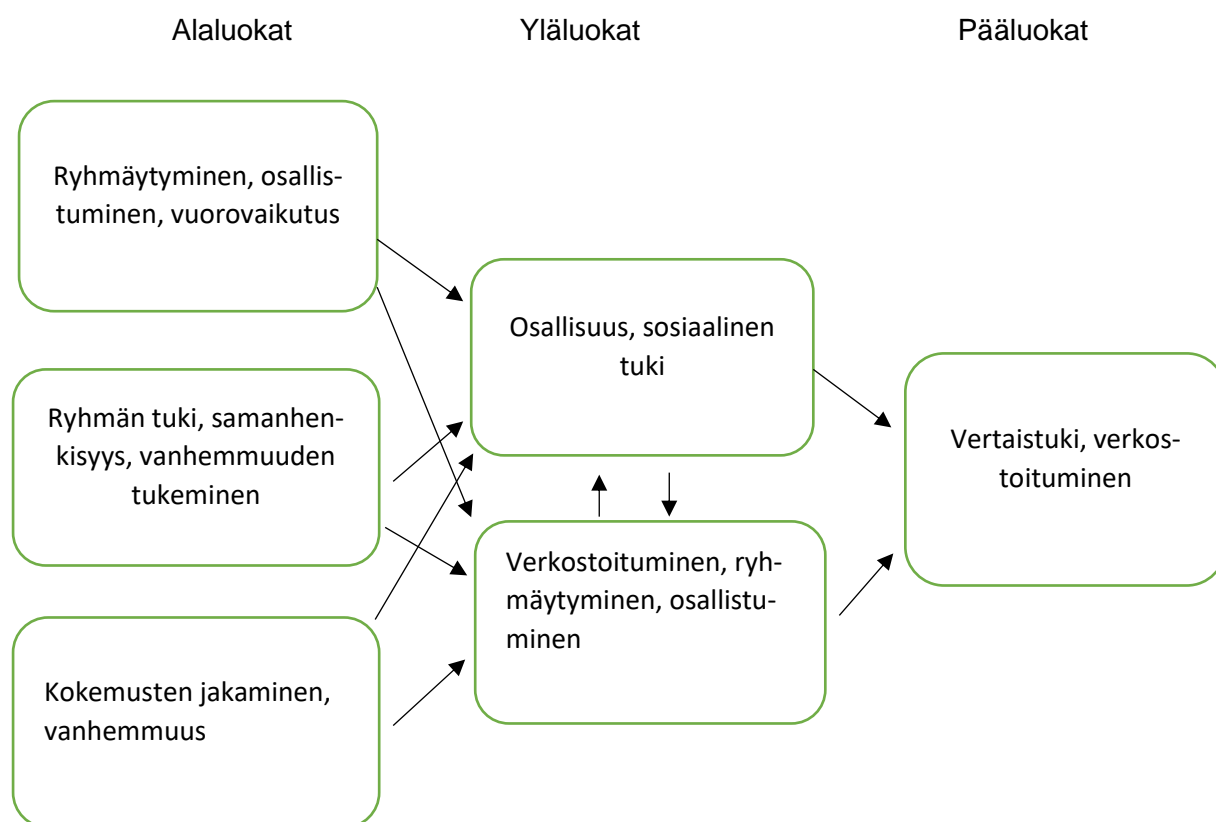 Alaluokat
Yläluokat
Pääluokat
Ryhmäytyminen, osallis-
tuminen, vuorovaikutus
Ryhmän tuki, samanhen-
kisyys, vanhemmuuden
tukeminen
Kokemusten jakaminen,
vanhemmuus
Osallisuus, sosiaalinen
tuki
Verkostoituminen, ryh-
mäytyminen, osallistu-
minen
Vertaistuki, verkos-
toituminen